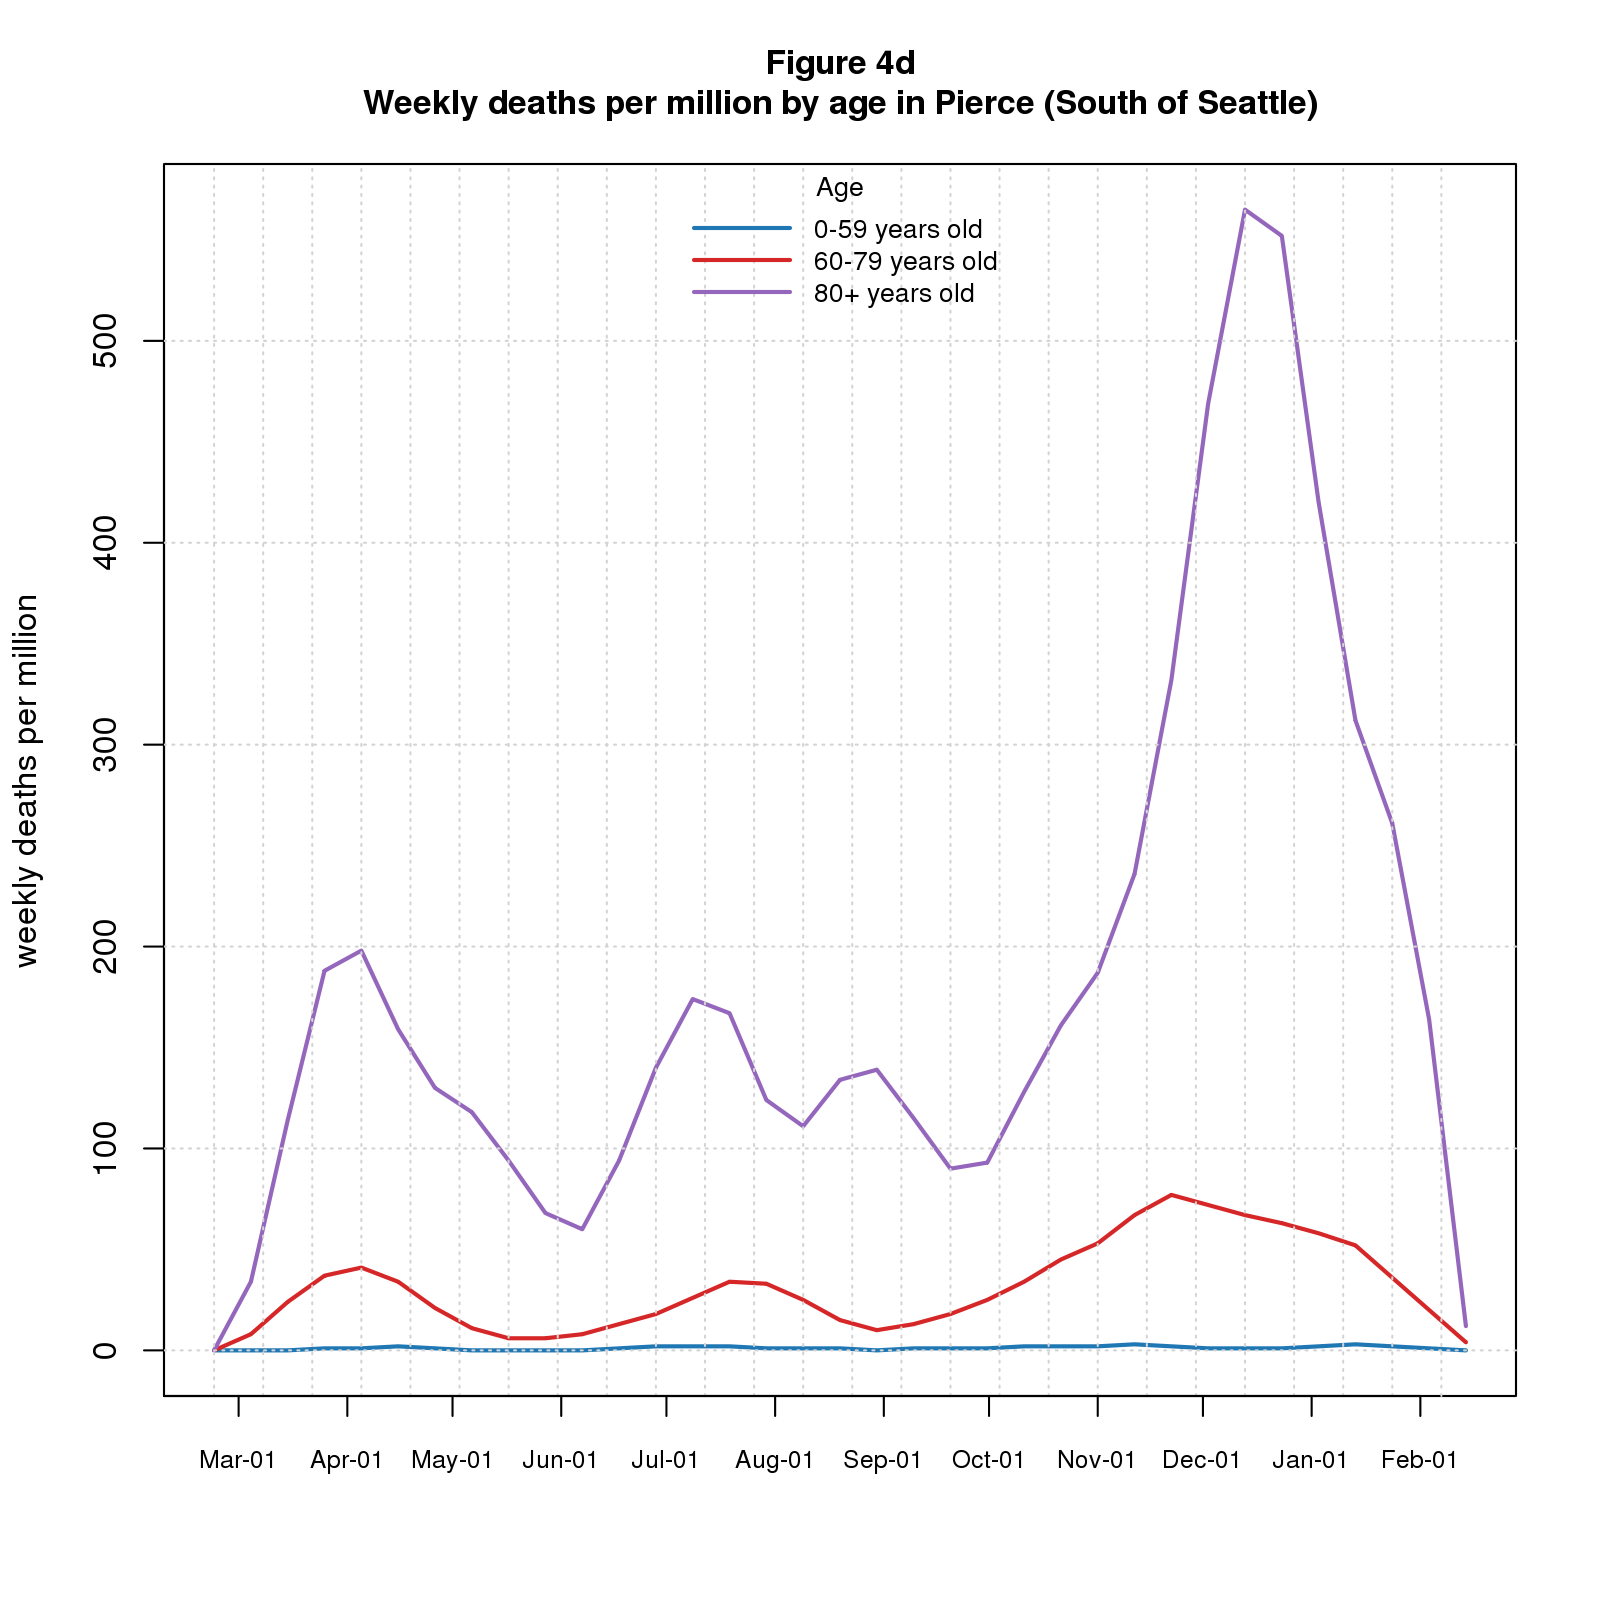 Figure 4d
Weekly deaths per million by age in Pierce (South of Seattle)
Age
0-59 years old
60-79 years old
80+ years old
weekly deaths per million
500
400
300
200
100
0
Mar-01 Apr-01 May-01 Jun-01 Jul-01 Aug-01 Sep-01 Oct-01 Nov-01 Dec-01 Jan-01 Feb-01